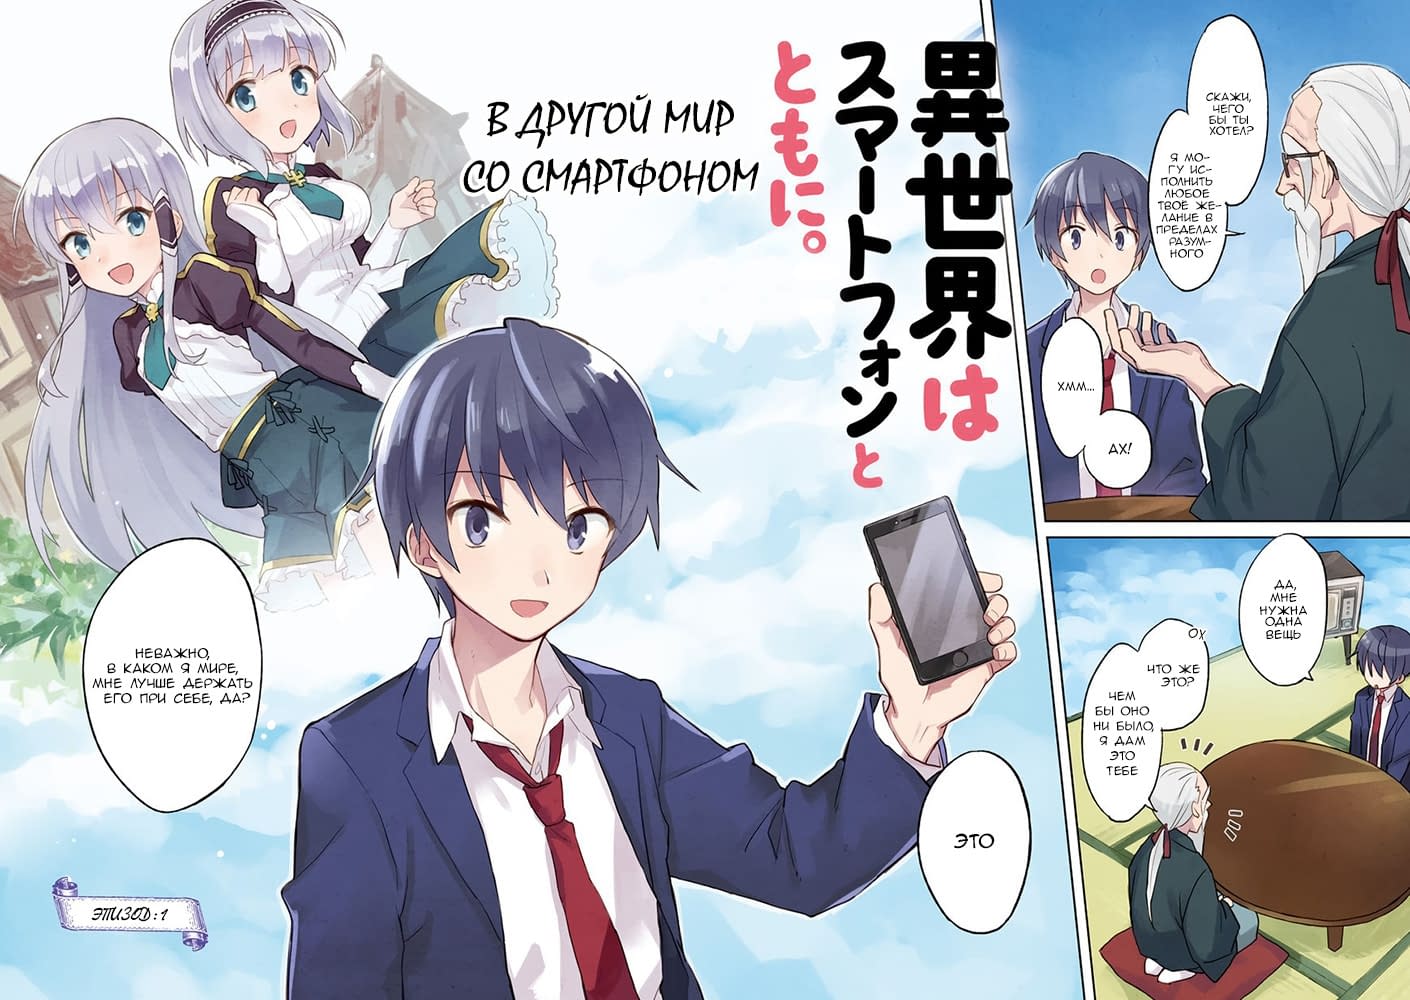 СКАЖИ,
ЧЕГО
БЫ ТЫ
ХОТЕЛ?
Я МО-
ГУ ИС-
ПОЛНИТЬ
ЛЮБОЕ
ТВОЕ ЖЕ-
ЛАНИЕ В
ПРЕДЕЛАХ
РАЗУМ-
НОГО
ХММ...
АХ!
ДА,
МНЕ
НУЖНА
ОДНА
ВЕЩЬ
ОХ
ЧТО ЖЕ
ЭТО?
ЧЕМ
БЫ ОНО
НИ БЫЛО,
Я ДАМ
ЭТО
ТЕБЕ
異世界は
スマートフォンと
ともに。
В ДРУГОЙ МИР
СО СМАРТФОНОМ
ЭТО
НЕВАЖНО,
В КАКОМ Я МИРЕ,
МНЕ ЛУЧШЕ ДЕРЖАТЬ
ЕГО ПРИ СЕБЕ, ДА?
ЭПИЗОД : 1